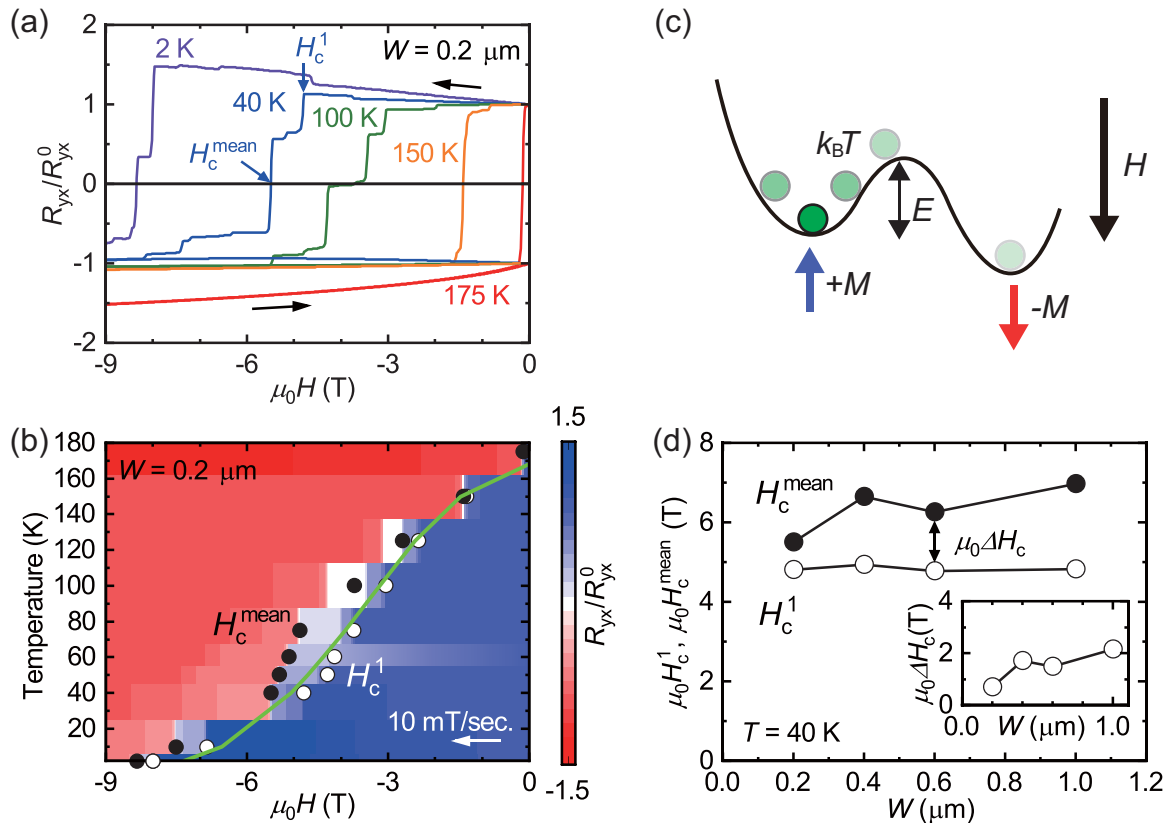 (a)
2
1
0
-1
-2
R_yx/R_yx^0
-9
-6
-3
0
μ₀H (T)
2 K
H_c^1
W = 0.2 μm
40 K
100 K
150 K
H_c^mean
175 K
(b)
180
160
140
120
100
80
60
40
20
Temperature (K)
W = 0.2 μm
H_c^mean
H_c^1
10 mT/sec.
-9
-6
-3
0
μ₀H (T)
1.5
R_yx/R_yx^0
-1.5
(c)
k_BT
E
H
+M
-M
(d)
8
7
6
5
4
3
2
1
0
μ₀H_c^1, μ₀H_c^mean (T)
H_c^mean
μ₀ΔH_c
H_c^1
T = 40 K
0.0
0.2
0.4
0.6
0.8
1.0
1.2
W (μm)
4
2
0
μ₀ΔH_c(T)
0.0
W (μm)
1.0